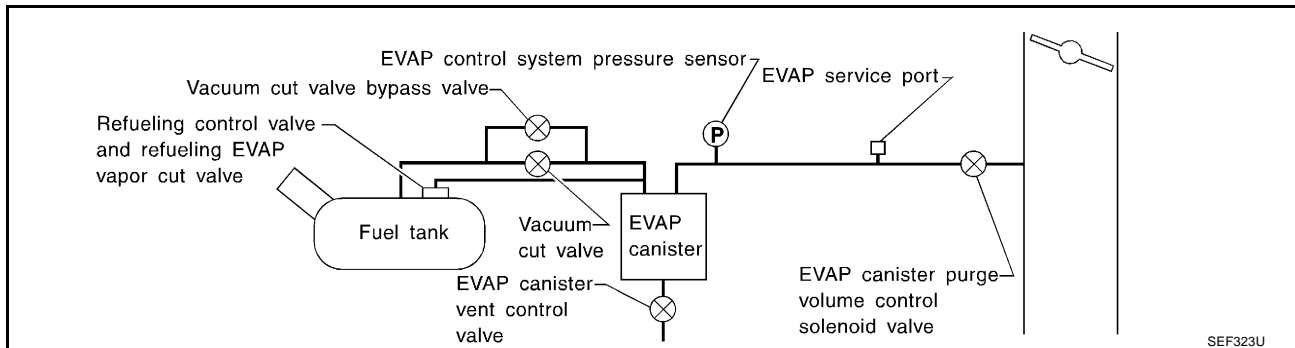 EVAP control system pressure sensor
EVAP service port
Vacuum cut valve bypass valve
Refueling control valve
and refueling EVAP
vapor cut valve
P
Fuel tank
Vacuum
cut valve
EVAP
canister
EVAP canister
vent control
valve
EVAP canister purge
volume control
solenoid valve
SEF323U